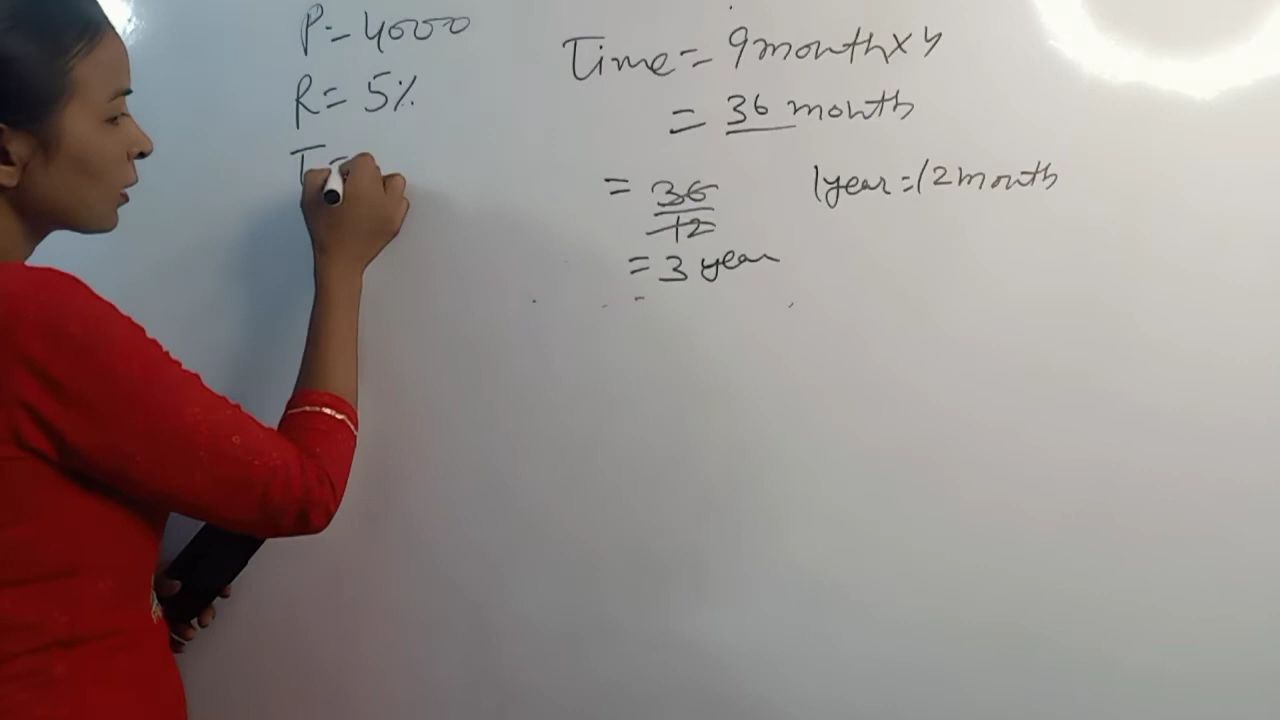 P=4000
R= 5%
T=
Time= 9month×4
= 36 month
= 36
12
1year=12month
= 3 year